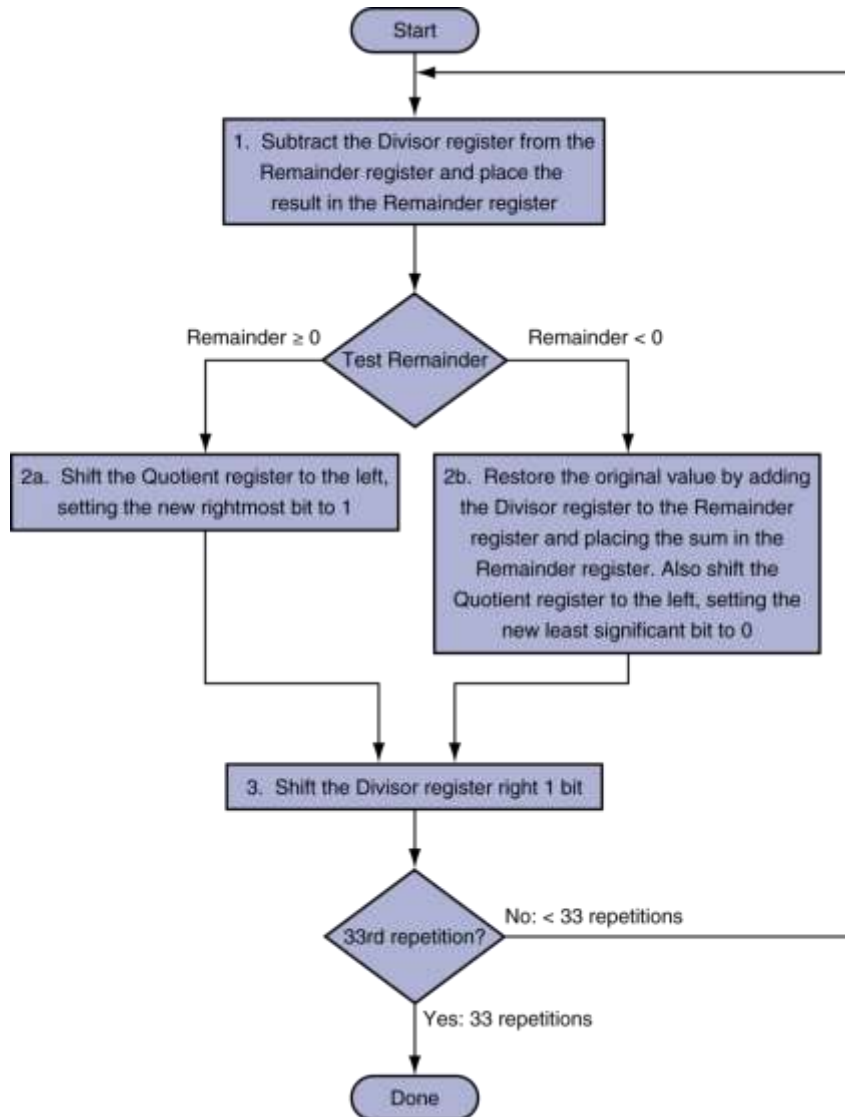 Start
1. Subtract the Divisor register from the
Remainder register and place the
result in the Remainder register
Remainder ≥ 0
Test Remainder
Remainder < 0
2a. Shift the Quotient register to the left,
setting the new rightmost bit to 1
2b. Restore the original value by adding
the Divisor register to the Remainder
register and placing the sum in the
Remainder register. Also shift the
Quotient register to the left, setting the
new least significant bit to 0
3. Shift the Divisor register right 1 bit
33rd repetition?
No: < 33 repetitions
Yes: 33 repetitions
Done